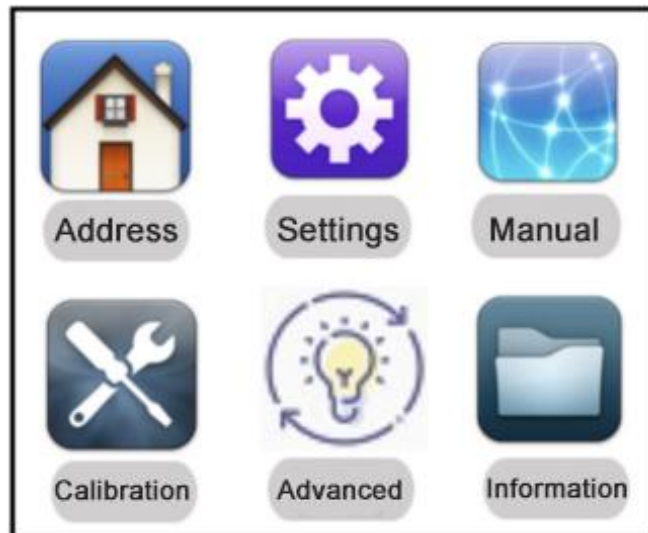 Address
Settings
Manual
Calibration
Advanced
Information